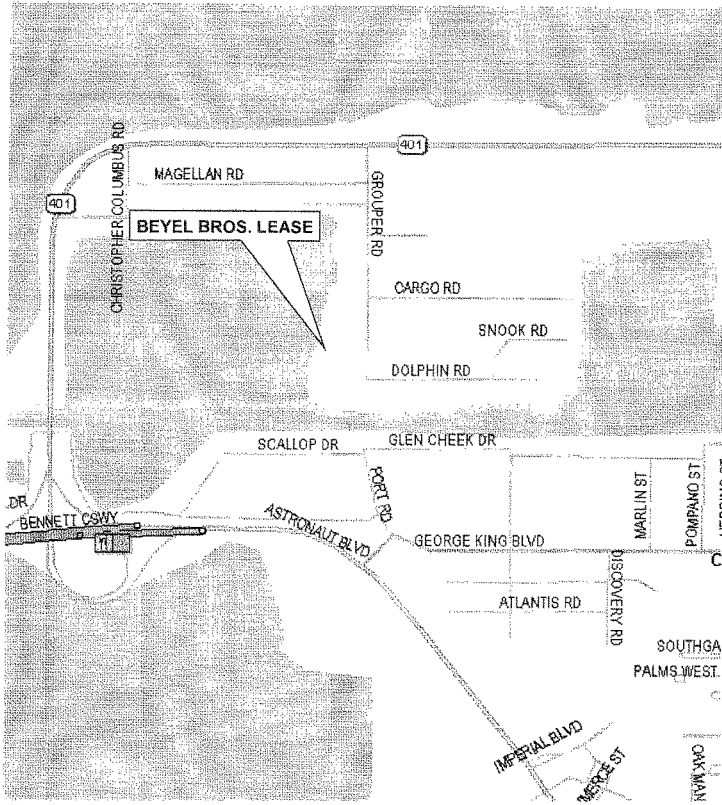 401
MAGELLAN RD
CHRISTOPHER COLUMBUS RD
GROUPER RD
401
BEYEL BROS. LEASE
CARGO RD
SNOOK RD
DOLPHIN RD
SCALLOP DR
GLEN CHEEK DR
PORT RD
MARLIN ST
POMPANO ST
DR
BENNETT CSWY
ASTRONAUT BLVD
GEORGE KING BLVD
C
DISCOVERY RD
ATLANTIS RD
SOUTHGA
PALMS WEST
IMPERIAL BLVD
MERCE ST
OAK MAN